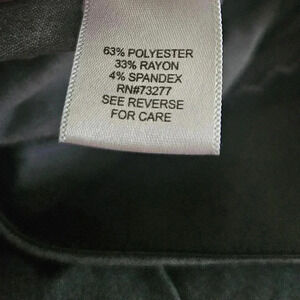 63% POLYESTER
33% RAYON
4% SPANDEX
RN#73277
SEE REVERSE
FOR CARE